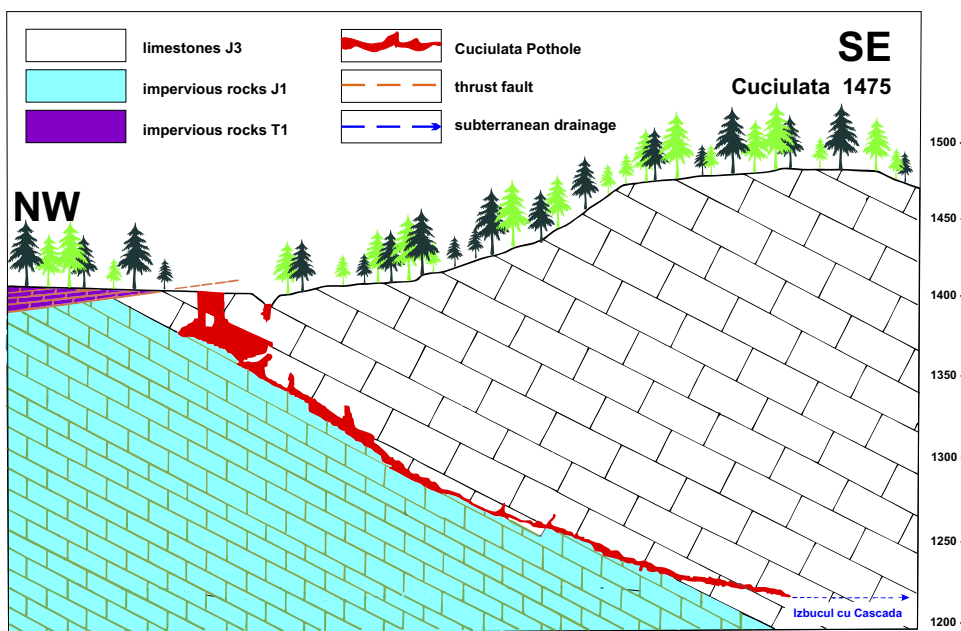 limestones J3
impervious rocks J1
impervious rocks T1
Cuciulata Pothole
thrust fault
subterranean drainage
SE
Cuciulata 1475
NW
1500
1450
1400
1350
1300
1250
1200
Izbucul cu Cascada